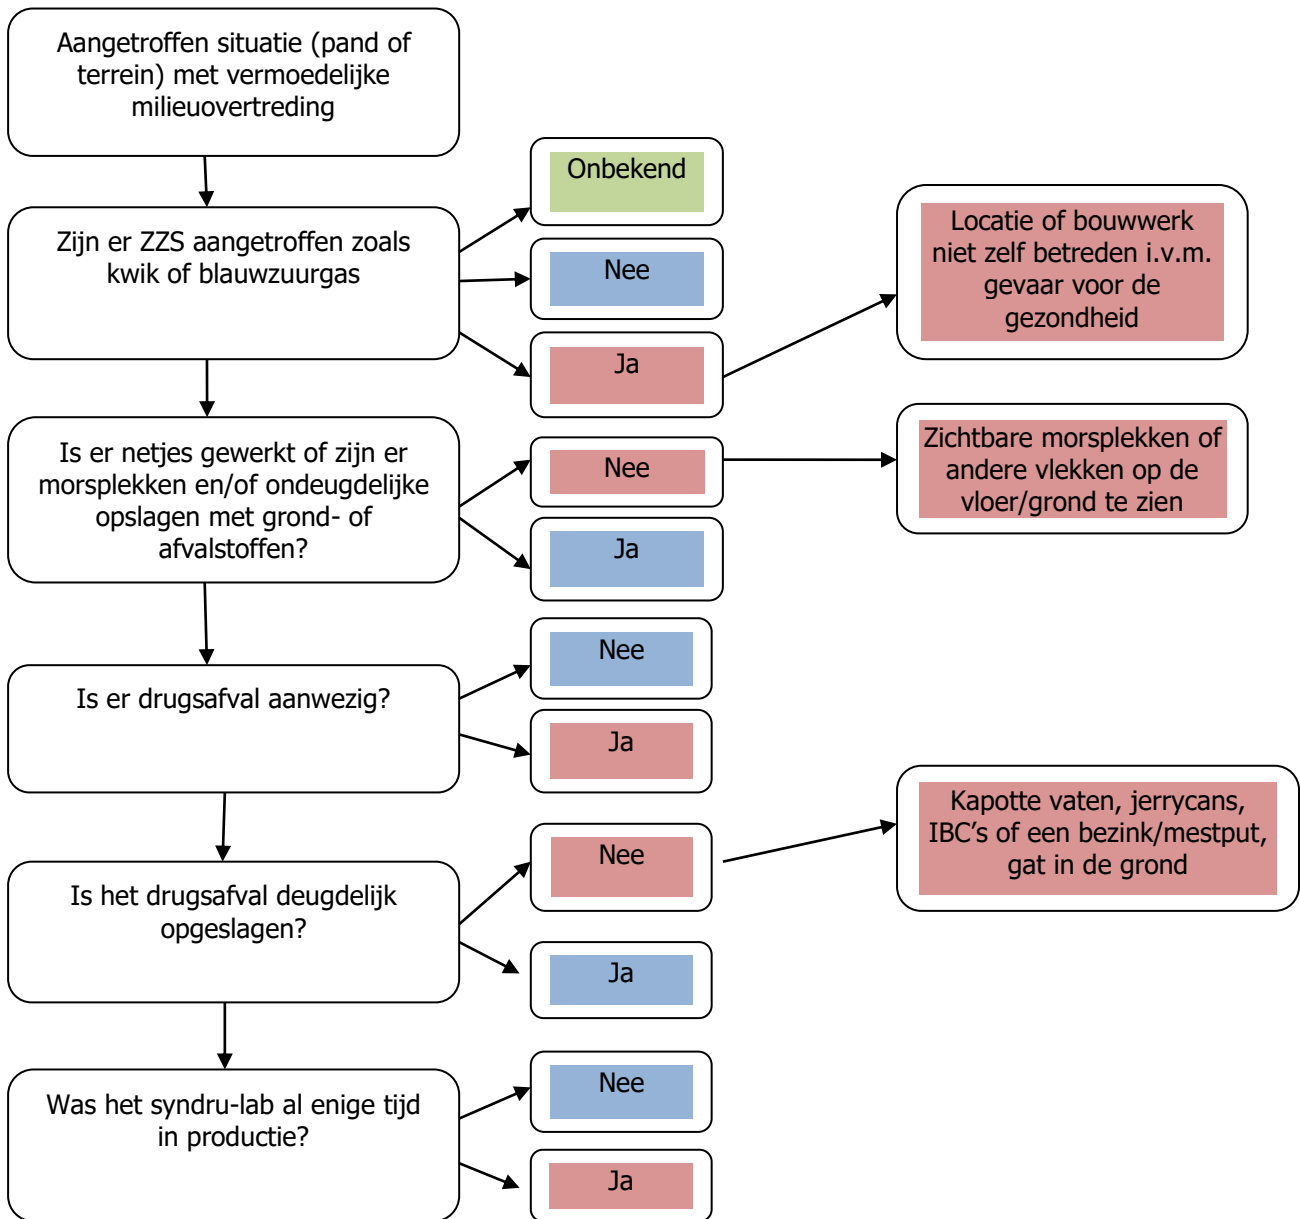 Aangetroffen situatie (pand of
terrein) met vermoedelijke
milieuovertreding
Zijn er ZZS aangetroffen zoals
kwik of blauwzuurgas
Onbekend
Nee
Ja
Locatie of bouwwerk
niet zelf betreden i.v.m.
gevaar voor de
gezondheid
Is er netjes gewerkt of zijn er
morsplekken en/of ondeugdelijke
opslagen met grond- of
afvalstoffen?
Nee
Ja
Zichtbare morsplekken of
andere vlekken op de
vloer/grond te zien
Is er drugsafval aanwezig?
Nee
Ja
Is het drugsafval deugdelijk
opgeslagen?
Nee
Ja
Kapotte vaten, jerrycans,
IBC’s of een bezink/mestput,
gat in de grond
Was het syndru-lab al enige tijd
in productie?
Nee
Ja